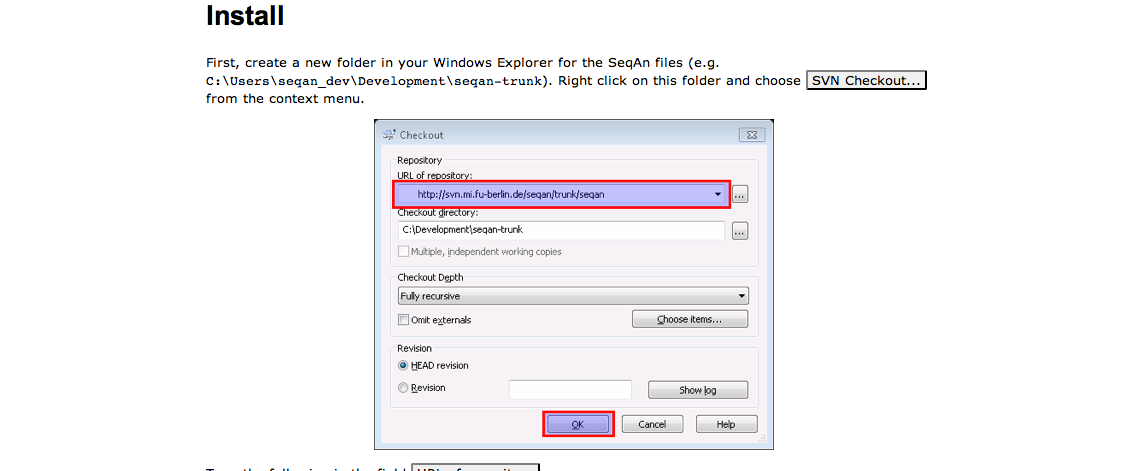 Install
First, create a new folder in your Windows Explorer for the SeqAn files (e.g.
C:\Users\seqan_dev\Development\seqan-trunk). Right click on this folder and choose SVN Checkout...
from the context menu.
Checkout
Repository
URL of repository:
http://svn.mi.fu-berlin.de/seqan/trunk/seqan
...
Checkout directory:
C:\Development\seqan-trunk
...
Multiple, independent working copies
Checkout Depth
Fully recursive
Omit externals
Choose items...
Revision
HEAD revision
Revision
Show log
OK
Cancel
Help